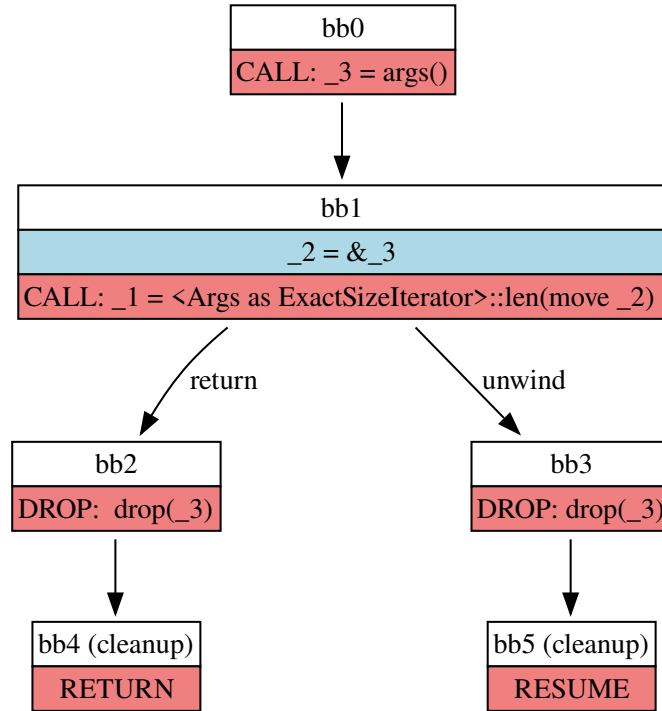 bb0
CALL: _3 = args()
bb1
_2 = &_3
CALL: _1 = <Args as ExactSizeIterator>::len(move _2)
return
unwind
bb2
DROP:  drop(_3)
bb3
DROP: drop(_3)
bb4 (cleanup)
RETURN
bb5 (cleanup)
RESUME